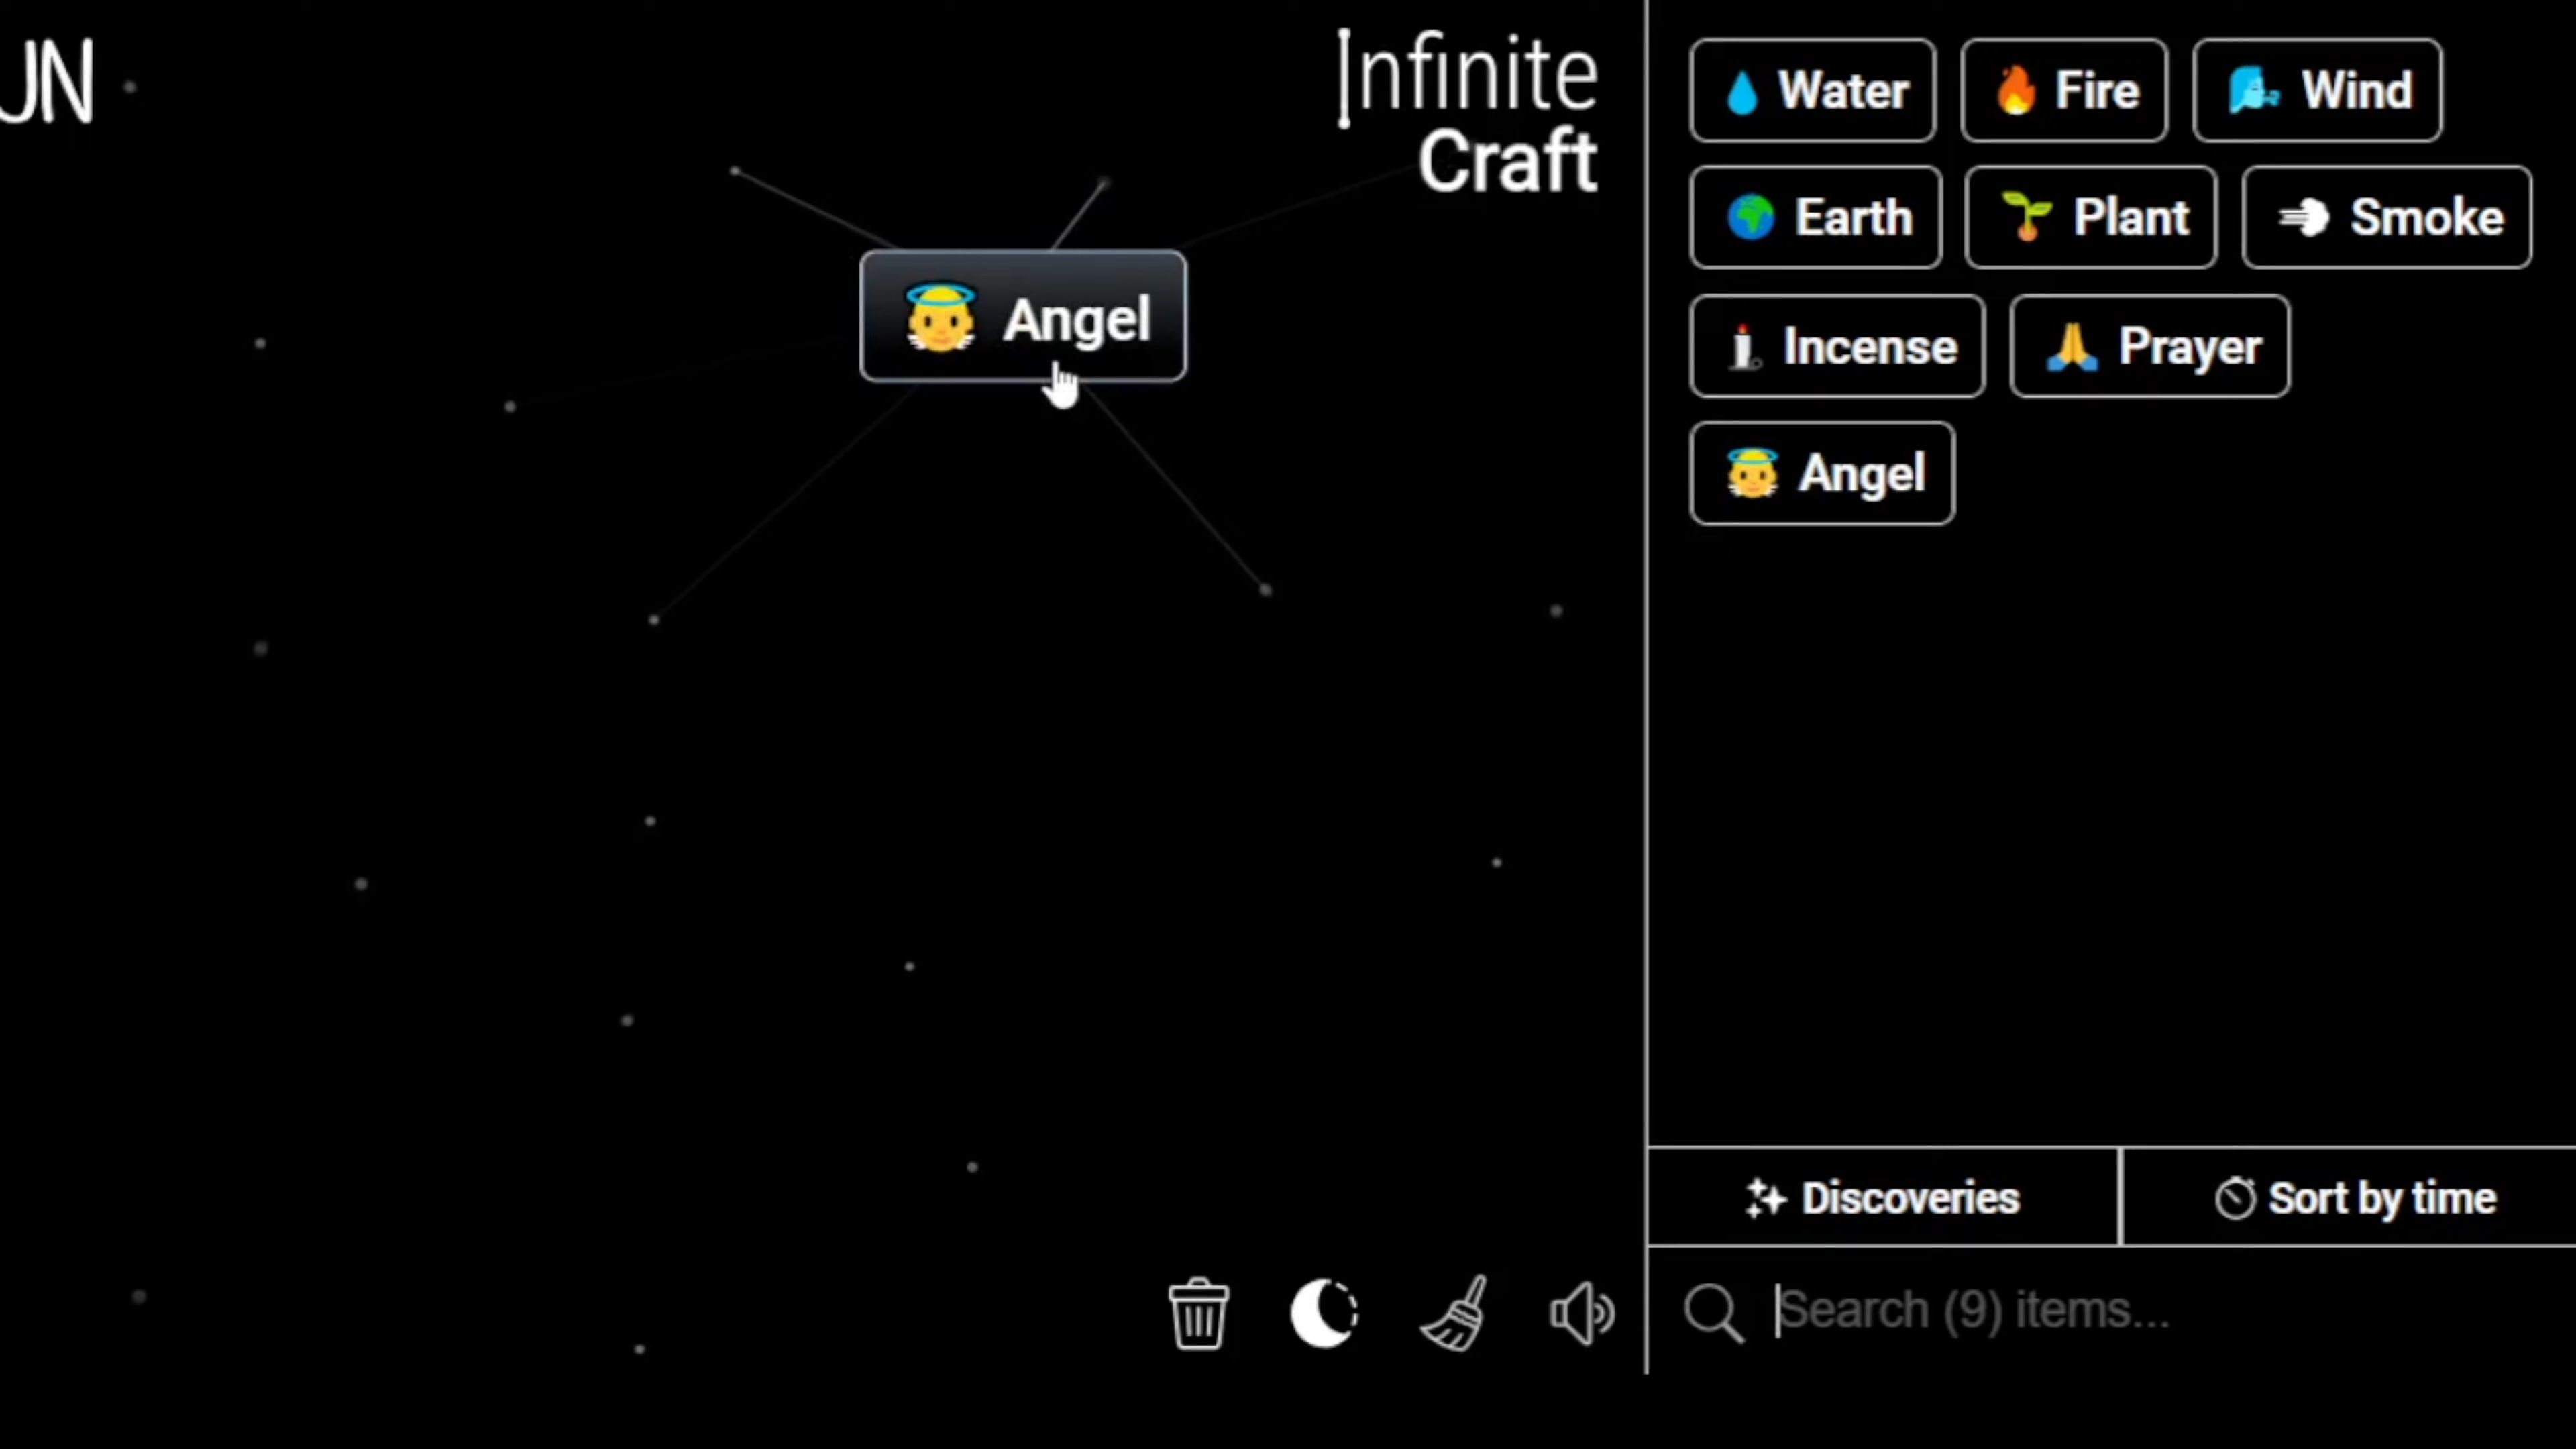 UN
Infinite
Craft
Angel
Water
Fire
Wind
Earth
Plant
Smoke
Incense
Prayer
Angel
Discoveries
Sort by time
Search (9) items...